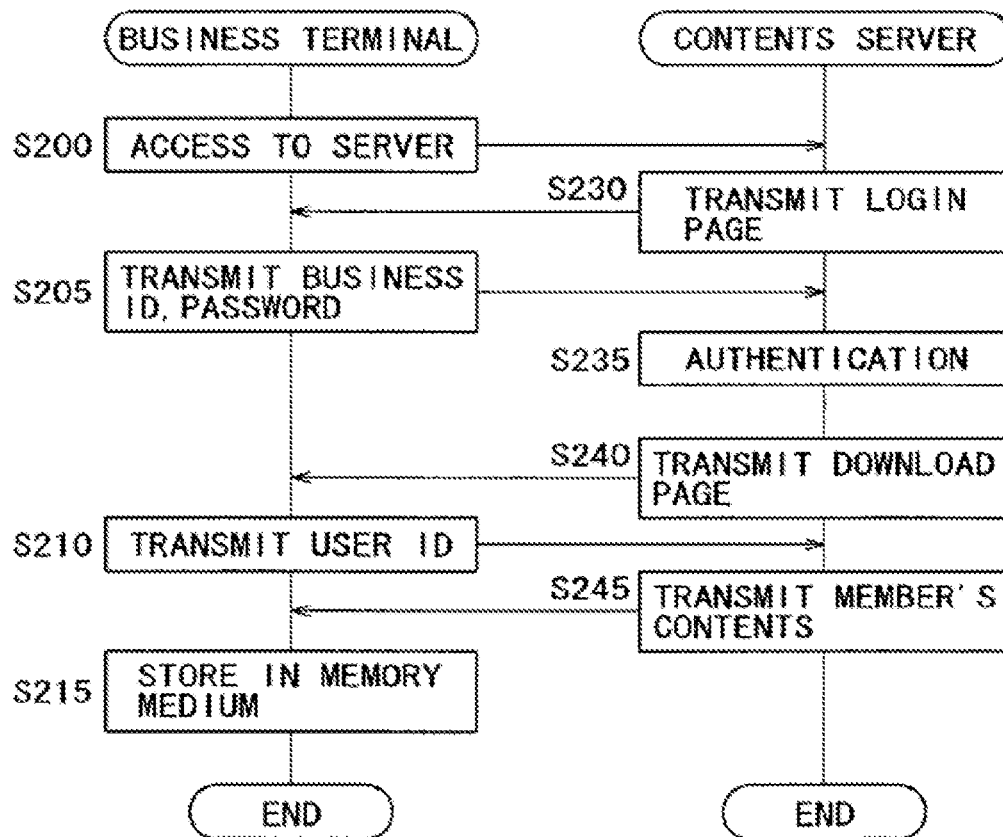 BUSINESS TERMINAL
CONTENTS SERVER
S200
ACCESS TO SERVER
S230
TRANSMIT LOGIN
PAGE
S205
TRANSMIT BUSINESS
ID, PASSWORD
S235
AUTHENTICATION
S240
TRANSMIT DOWNLOAD
PAGE
S210
TRANSMIT USER ID
S245
TRANSMIT MEMBER'S
CONTENTS
S215
STORE IN MEMORY
MEDIUM
END
END